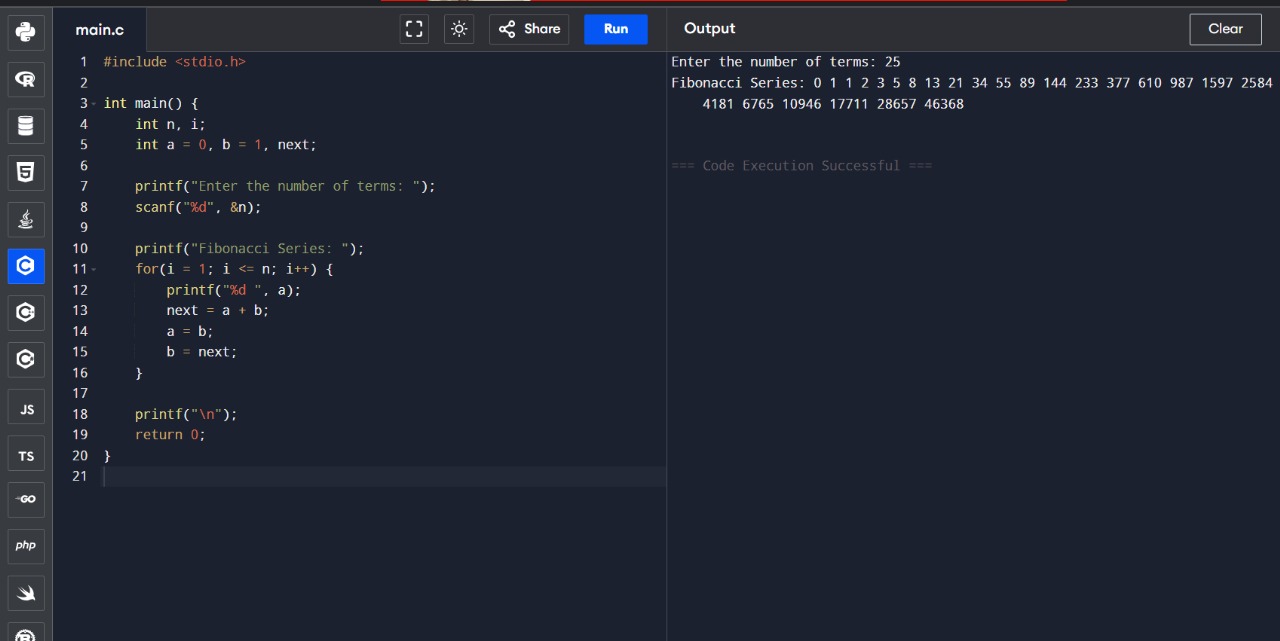 main.c
Share
Run
Output
Clear
R
5
JS
TS
GO
php
1 #include <stdio.h>
2
3 int main() {
4     int n, i;
5     int a = 0, b = 1, next;
6
7     printf("Enter the number of terms: ");
8     scanf("%d", &n);
9
10     printf("Fibonacci Series: ");
11     for(i = 1; i <= n; i++) {
12         printf("%d ", a);
13         next = a + b;
14         a = b;
15         b = next;
16     }
17
18     printf("\n");
19     return 0;
20 }
21
Enter the number of terms: 25
Fibonacci Series: 0 1 1 2 3 5 8 13 21 34 55 89 144 233 377 610 987 1597 2584
4181 6765 10946 17711 28657 46368
=== Code Execution Successful ===